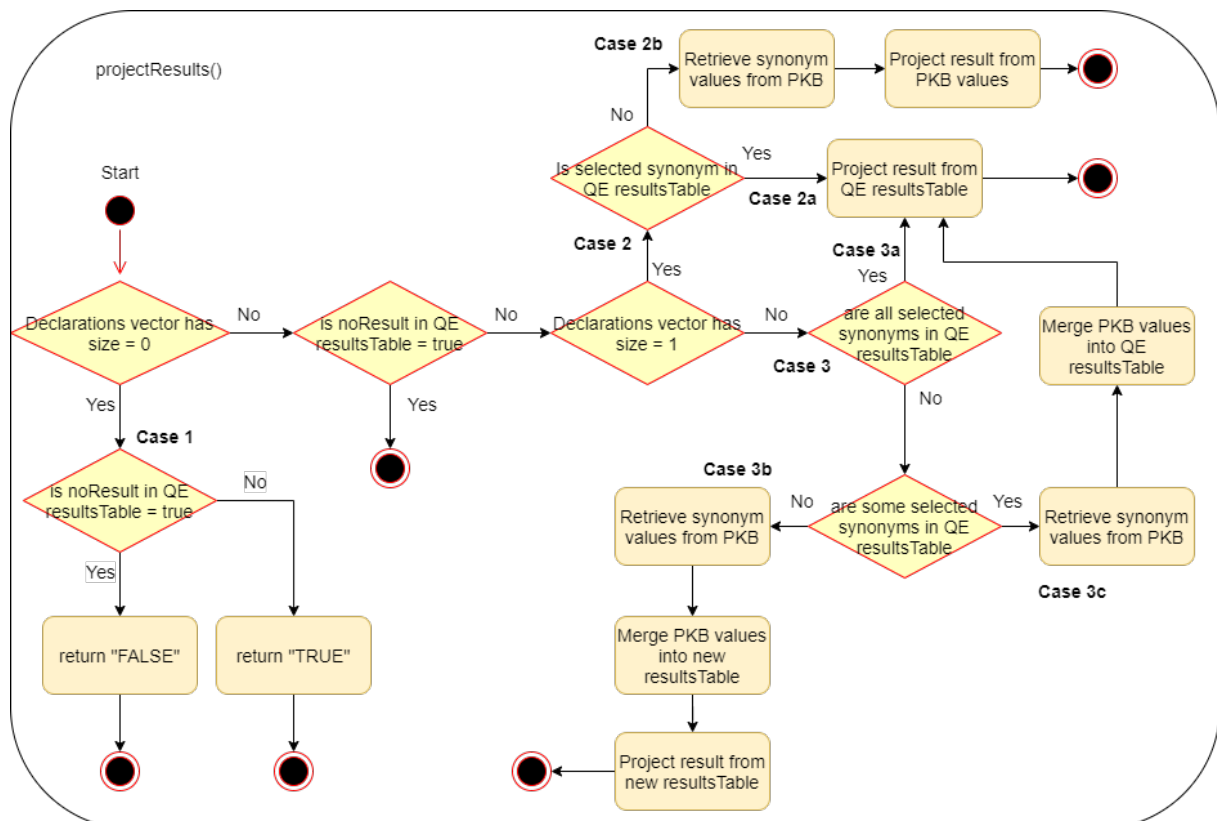 projectResults()
Case 2b
Retrieve synonym
values from PKB
Project result from
PKB values
No
Is selected synonym in
QE resultsTable
Yes
Case 2a
Project result from
QE resultsTable
Start
Case 2
Yes
Case 3a
Yes
Declarations vector has
size = 0
No
is noResult in QE
resultsTable = true
No
Declarations vector has
size = 1
No
Case 3
are all selected
synonyms in QE
resultsTable
Merge PKB values
into QE
resultsTable
Yes
Case 1
Yes
No
is noResult in QE
resultsTable = true
No
Case 3b
Retrieve synonym
values from PKB
No
are some selected
synonyms in QE
resultsTable
Yes
Retrieve synonym
values from PKB
Case 3c
Yes
return "FALSE"
return "TRUE"
Merge PKB values
into new
resultsTable
Project result from
new resultsTable